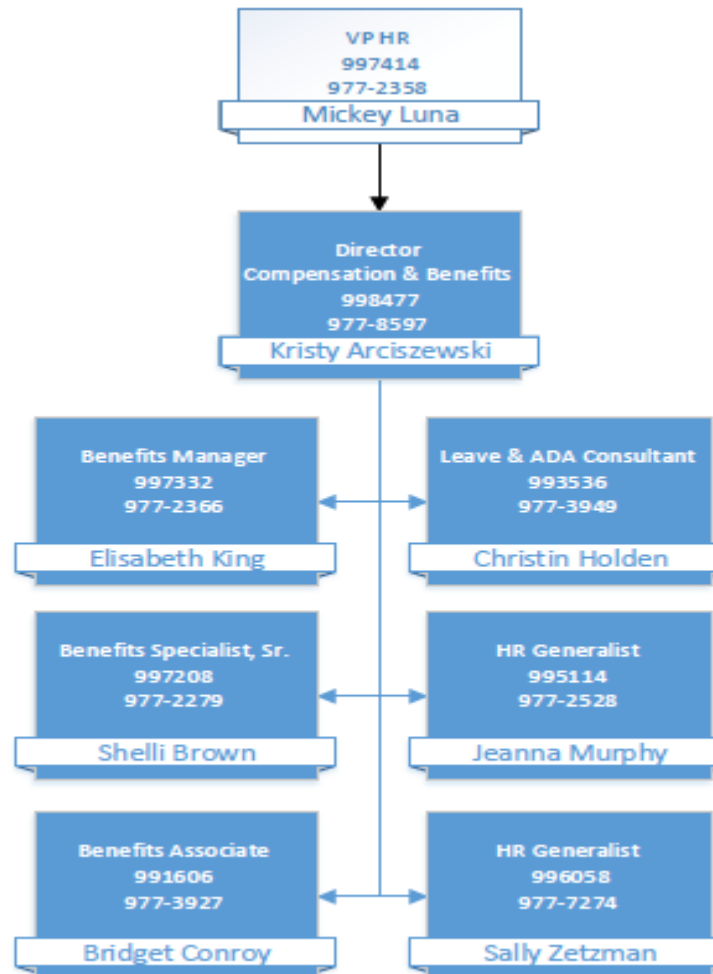 VP HR
997414
977-2358
Mickey Luna
Director
Compensation & Benefits
998477
977-8597
Kristy Arciszewski
Benefits Manager
997332
977-2366
Elisabeth King
Leave & ADA Consultant
993536
977-3949
Christin Holden
Benefits Specialist, Sr.
997208
977-2279
Shelli Brown
HR Generalist
995114
977-2528
Jeanna Murphy
Benefits Associate
991606
977-3927
Bridget Conroy
HR Generalist
996058
977-7274
Sally Zetzman